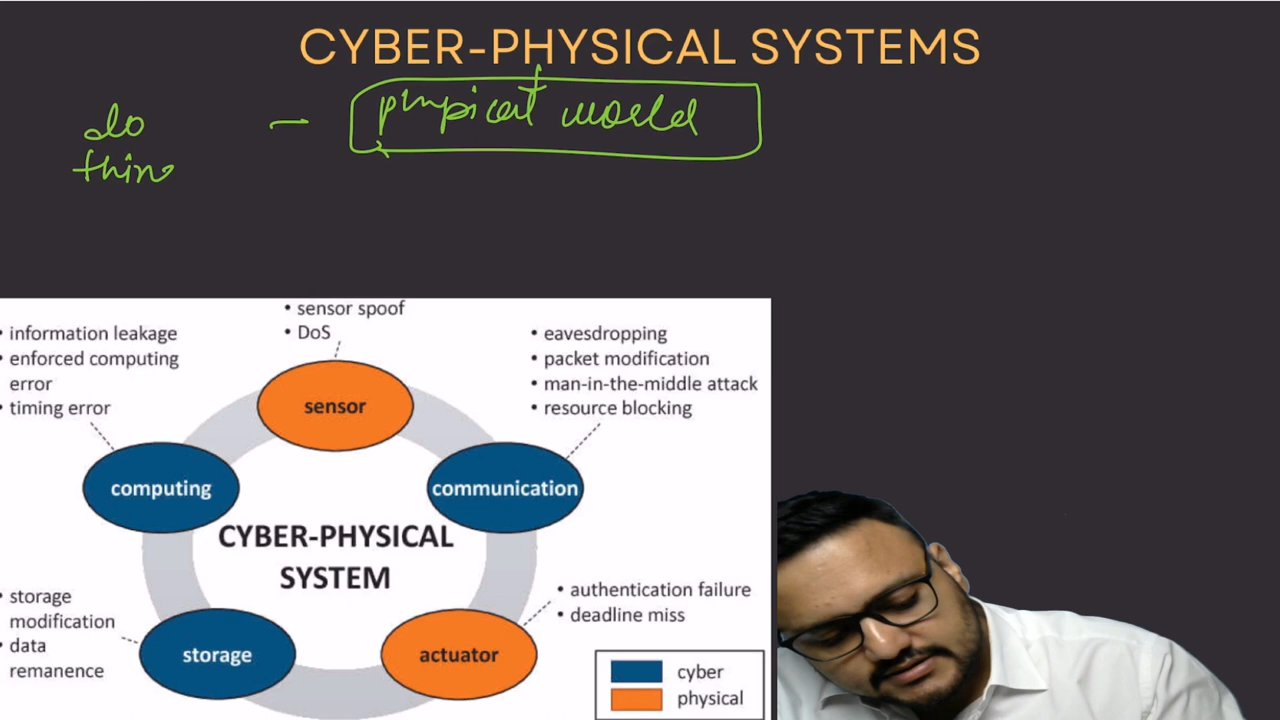 CYBER-PHYSICAL SYSTEMS
do - physical world
thing
• sensor spoof
• DoS
• information leakage
• enforced computing
error
• timing error
• eavesdropping
• packet modification
• man-in-the-middle attack
• resource blocking
sensor
computing
communication
CYBER-PHYSICAL
SYSTEM
• storage
modification
• data
remanence
• authentication failure
• deadline miss
storage
actuator
cyber
physical